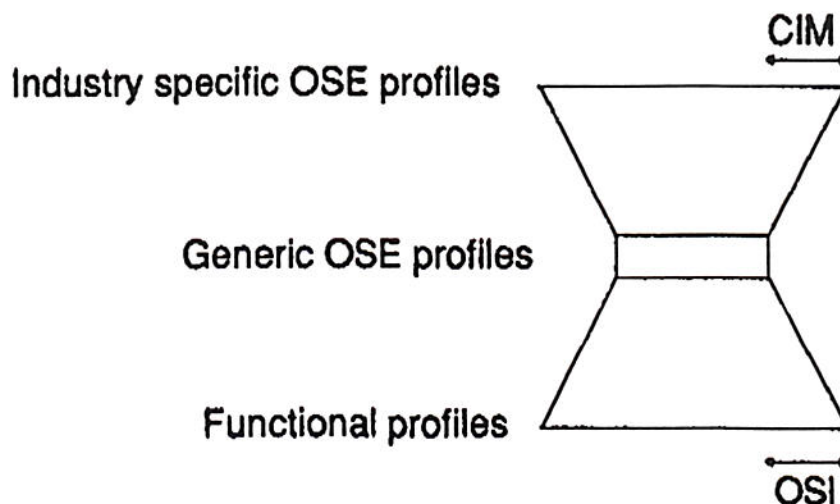 CIM
Industry specific OSE profiles
Generic OSE profiles
Functional profiles
OSI